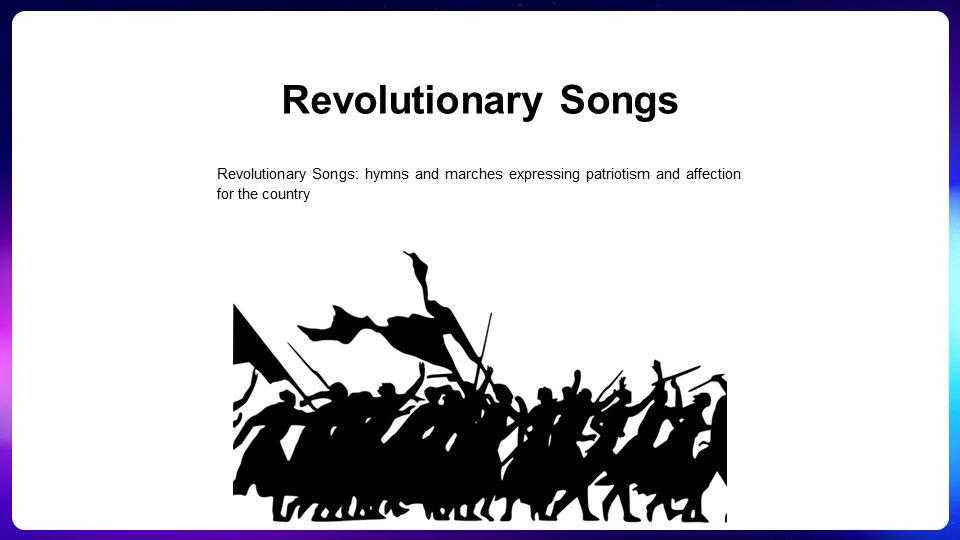 Revolutionary Songs
Revolutionary Songs: hymns and marches expressing patriotism and affection
for the country